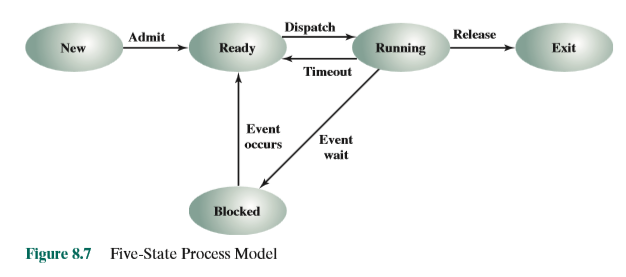 Dispatch
Admit
Release
New
Ready
Running
Exit
Timeout
Event
occurs
Event
wait
Blocked
Figure 8.7 Five-State Process Model